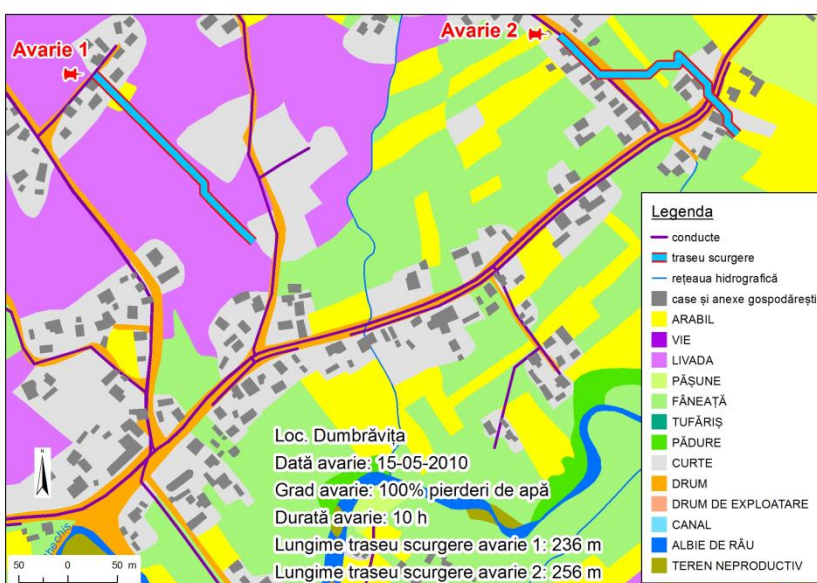 Avarie 1
Avarie 2
Legenda
conducte
traseu scurgere
rețeaua hidrografică
case și anexe gospodărești
ARABIL
VIE
LIVADA
PĂȘUNE
FÂNEAȚĂ
TUFĂRIȘ
PĂDURE
CURTE
DRUM
DRUM DE EXPLOATARE
CANAL
ALBIE DE RÂU
TEREN NEPRODUCTIV
Loc. Dumbrăvița
Dată avarie: 15-05-2010
Grad avarie: 100% pierderi de apă
Durată avarie: 10 h
Lungime traseu scurgere avarie 1: 236 m
Lungime traseu scurgere avarie 2: 256 m
N
50 0 50 m